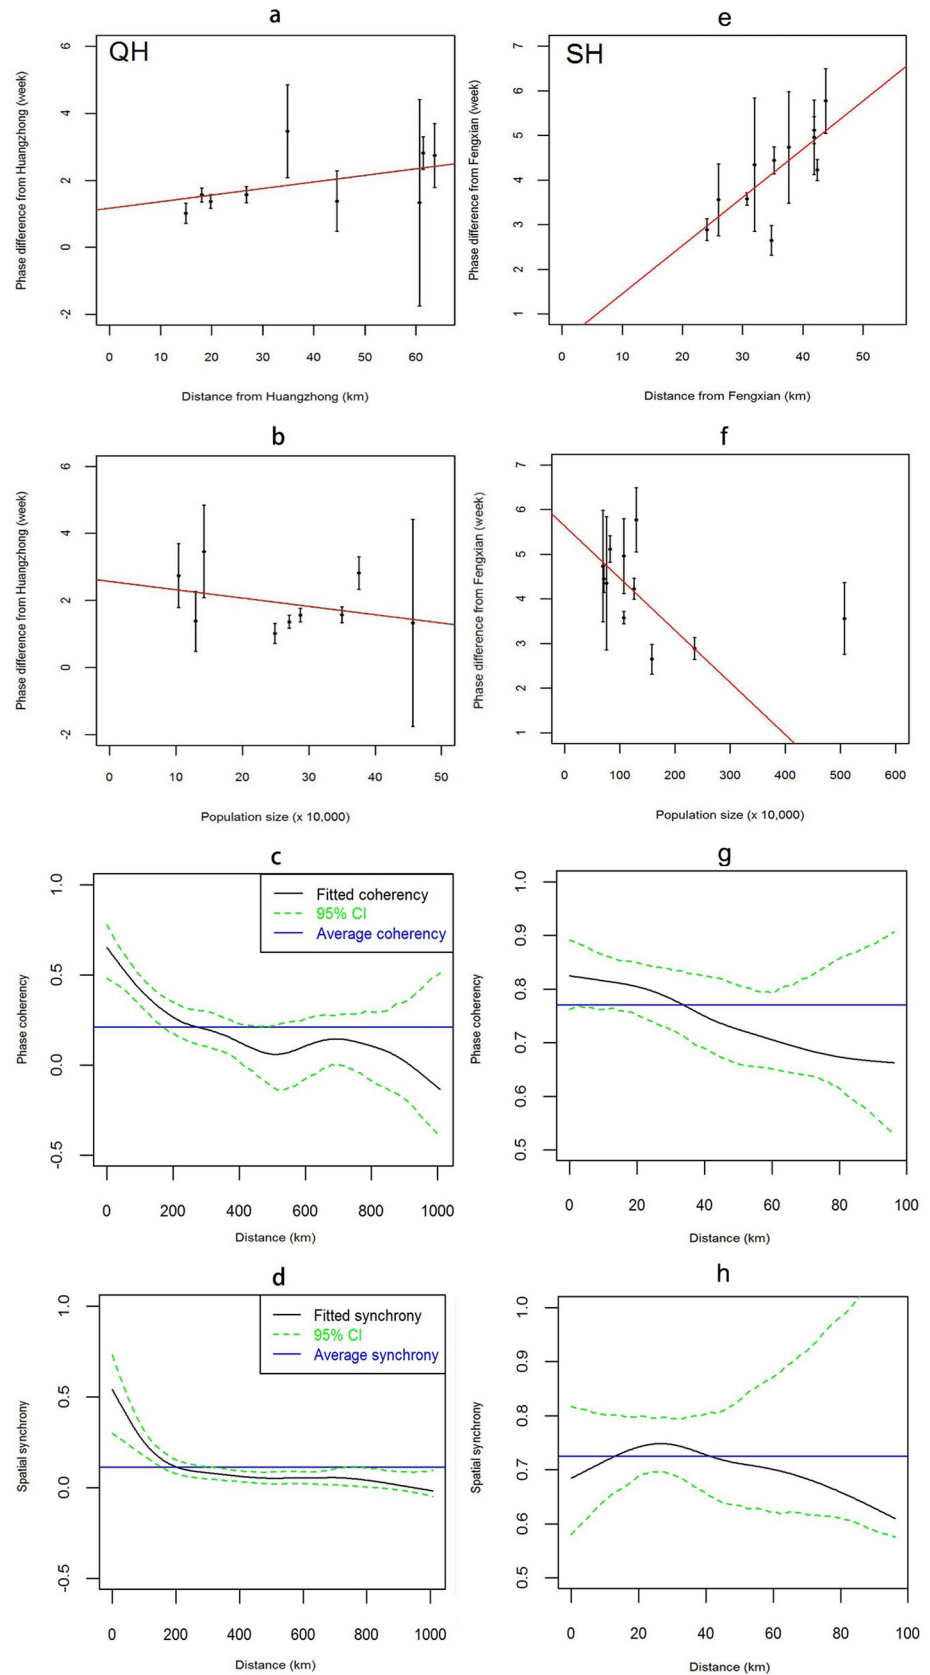 a
QH
6
4
2
0
-2
Phase difference from Huangzhong (week)
0 10 20 30 40 50 60
Distance from Huangzhong (km)
e
SH
7
6
5
4
3
2
1
Phase difference from Fengxian (week)
0 10 20 30 40 50
Distance from Fengxian (km)
b
6
4
2
0
-2
Phase difference from Huangzhong (week)
0 10 20 30 40 50
Population size (x 10,000)
f
7
6
5
4
3
2
1
Phase difference from Fengxian (week)
0 100 200 300 400 500 600
Population size (x 10,000)
c
Fitted coherency
95% CI
Average coherency
1.0
0.5
0.0
-0.5
Phase coherency
0 200 400 600 800 1000
Distance (km)
g
1.0
0.9
0.8
0.7
0.6
0.5
Phase coherency
0 20 40 60 80 100
Distance (km)
d
Fitted synchrony
95% CI
Average synchrony
1.0
0.5
0.0
-0.5
Spatial synchrony
0 200 400 600 800 1000
Distance (km)
h
1.0
0.9
0.8
0.7
0.6
0.5
Spatial synchrony
0 20 40 60 80 100
Distance (km)